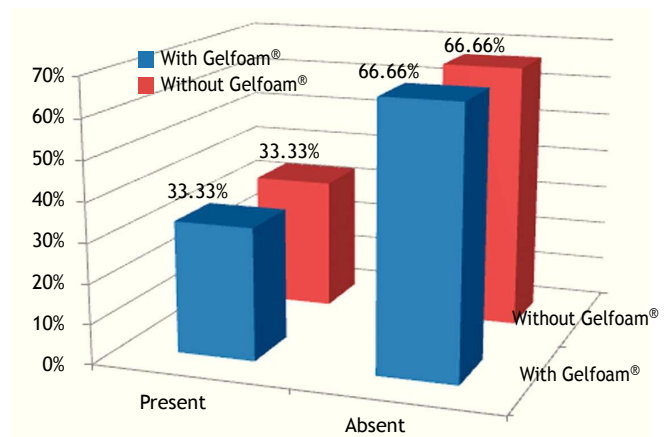 With Gelfoam®
Without Gelfoam®
70%
60%
50%
40%
30%
20%
10%
0%
33.33%
33.33%
66.66%
66.66%
Present
Absent
Without Gelfoam®
With Gelfoam®